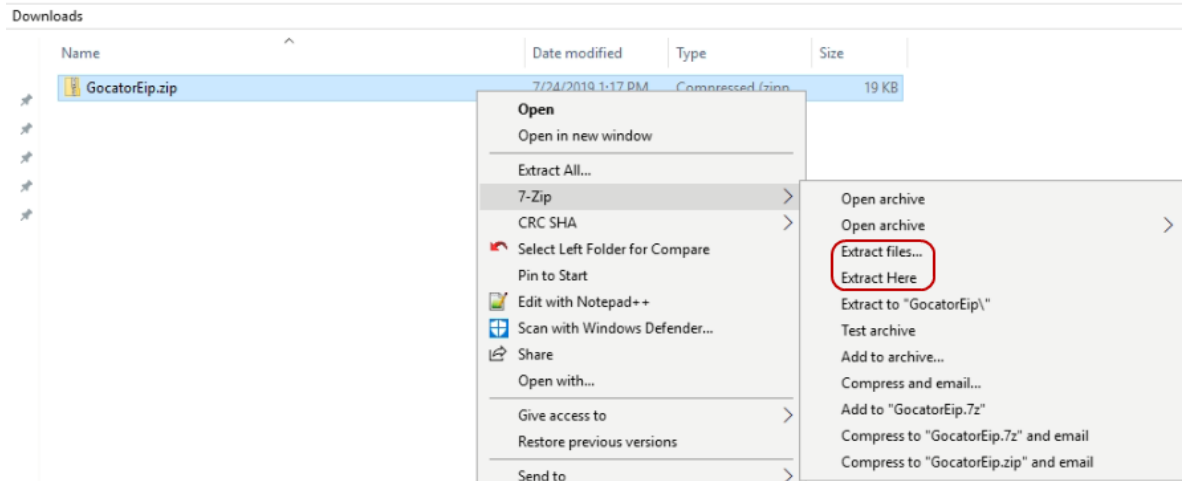 Downloads
Name Date modified Type Size
GocatorEip.zip 7/24/2019 1:17 PM Compressed (zipp 19 KB
Open
Open in new window
Extract All...
7-Zip
CRC SHA
Select Left Folder for Compare
Pin to Start
Edit with Notepad++
Scan with Windows Defender...
Share
Open with...
Give access to
Restore previous versions
Send to
Open archive
Open archive
Extract files...
Extract Here
Extract to "GocatorEip\"
Test archive
Add to archive...
Compress and email...
Add to "GocatorEip.7z"
Compress to "GocatorEip.7z" and email
Compress to "GocatorEip.zip" and email